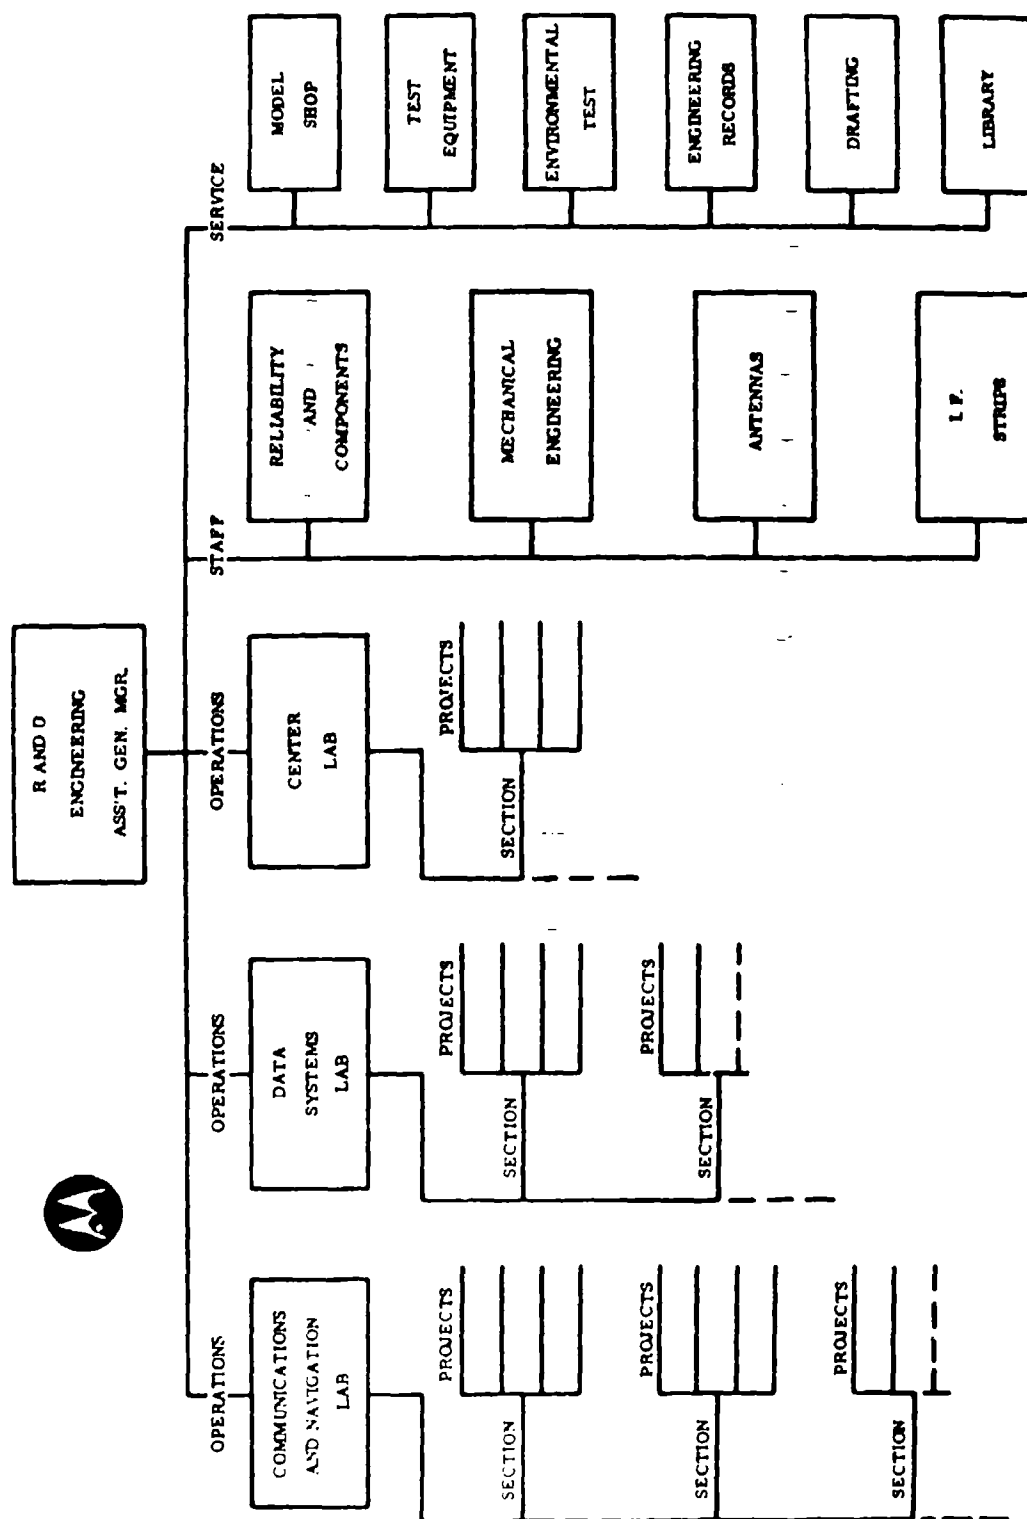 R AND D
ENGINEERING
ASS'T. GEN. MGR.
OPERATIONS
OPERATIONS
OPERATIONS
STAFF
SERVICE
COMMUNICATIONS
AND NAVIGATION
LAB
DATA
SYSTEMS
LAB
CENTER
LAB
RELIABILITY
AND
COMPONENTS
MODEL
SHOP
SECTION
PROJECTS
SECTION
PROJECTS
SECTION
PROJECTS
MECHANICAL
ENGINEERING
TEST
EQUIPMENT
ENVIRONMENTAL
TEST
SECTION
PROJECTS
SECTION
PROJECTS
ANTENNAS
ENGINEERING
RECORDS
DRAFTING
SECTION
PROJECTS
I.F.
STRIPS
LIBRARY